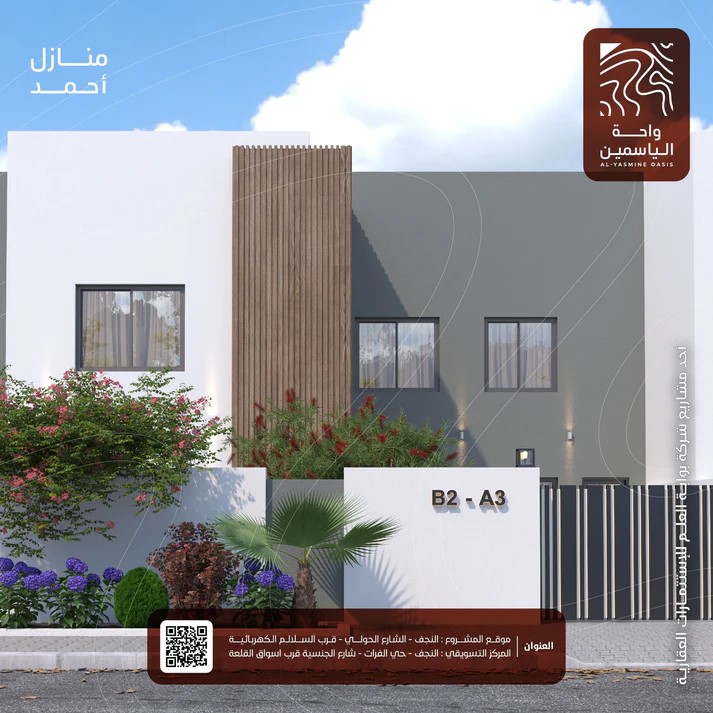 منازل
أحمد
واحة
الياسمين
AL-YASMINE OASIS
احد مشاريع شركة بوابة العلم للإستثمارات العقارية
B2 - A3
العنوان
موقع المشروع : النجف - الشارع الحولي - قرب السلالم الكهربائية
المركز التسويقي : النجف - حي الفرات - شارع الجنسية قرب اسواق القلعة